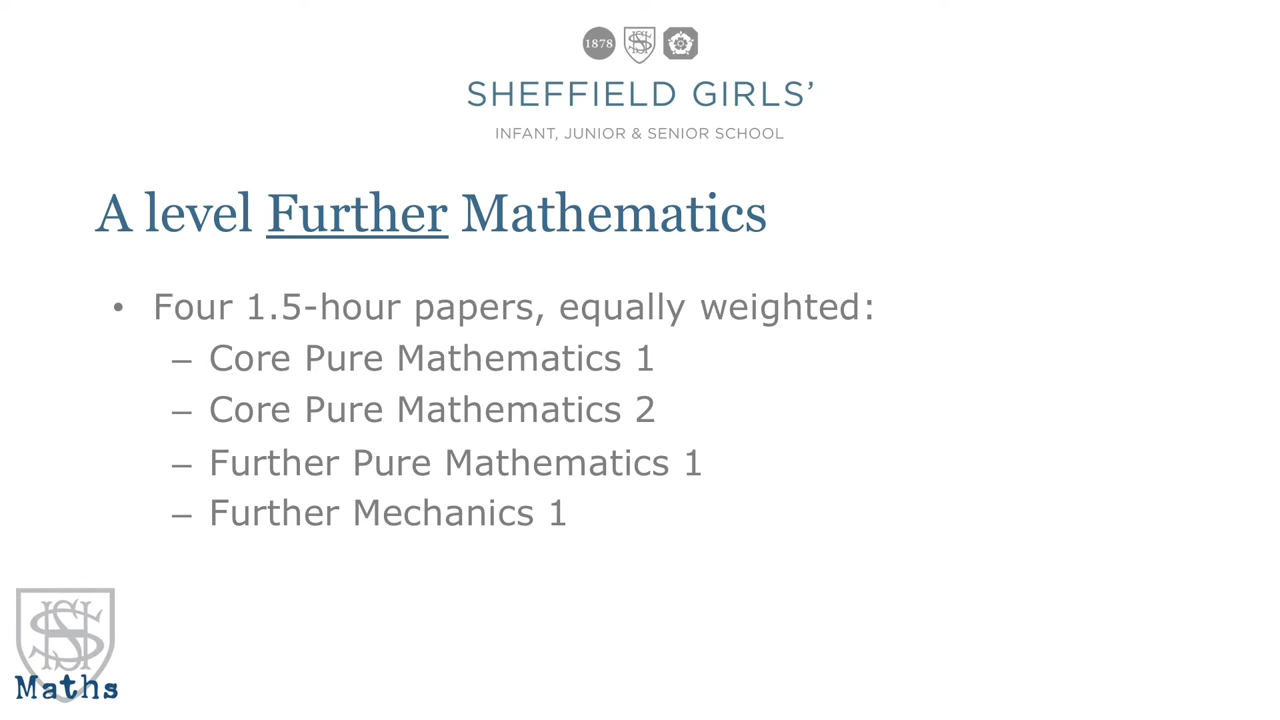 1878
SHEFFIELD GIRLS'
INFANT, JUNIOR & SENIOR SCHOOL
A level Further Mathematics
• Four 1.5-hour papers, equally weighted:
– Core Pure Mathematics 1
– Core Pure Mathematics 2
– Further Pure Mathematics 1
– Further Mechanics 1
Maths